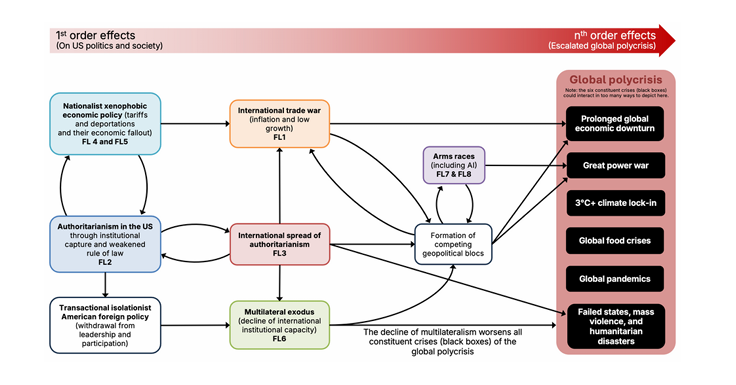 1st order effects
(On US politics and society)
nth order effects
(Escalated global polycrisis)
Global polycrisis
Note: the six constituent crises (black boxes)
could interact in too many ways to depict here.
Nationalist xenophobic
economic policy (tariffs
and deportations
and their economic fallout)
FL 4 and FL5
International trade war
(inflation and low
growth)
FL1
Prolonged global
economic downturn
Arms races
(including AI)
FL7 & FL8
Great power war
3°C+ climate lock-in
Authoritarianism in the US
through institutional
capture and weakened
rule of law
FL2
International spread of
authoritarianism
FL3
Formation of
competing
geopolitical blocs
Global food crises
Global pandemics
Transactional isolationist
American foreign policy
(withdrawal from
leadership and
participation)
Multilateral exodus
(decline of international
institutional capacity)
FL6
The decline of multilateralism worsens all
constituent crises (black boxes) of the
global polycrisis
Failed states, mass
violence, and
humanitarian
disasters